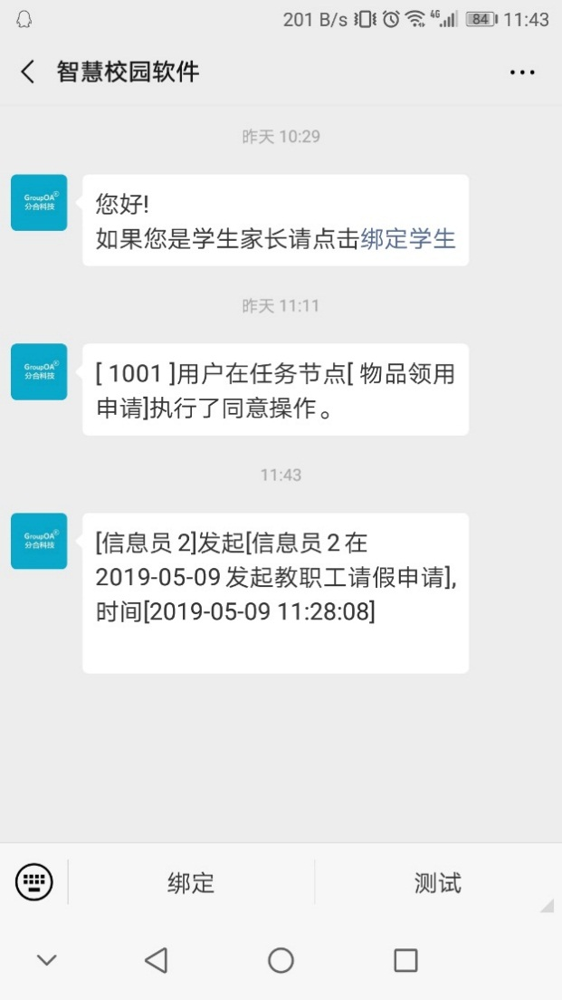 201 B/s 4G 84 11:43
智慧校园软件
昨天 10:29
GroupOA®
分合科技
您好!
如果您是学生家长请点击绑定学生
昨天 11:11
GroupOA®
分合科技
[ 1001 ]用户在任务节点[ 物品领用
申请]执行了同意操作。
11:43
GroupOA®
分合科技
[信息员 2]发起[信息员 2 在
2019-05-09 发起教职工请假申请],
时间[2019-05-09 11:28:08]
绑定
测试